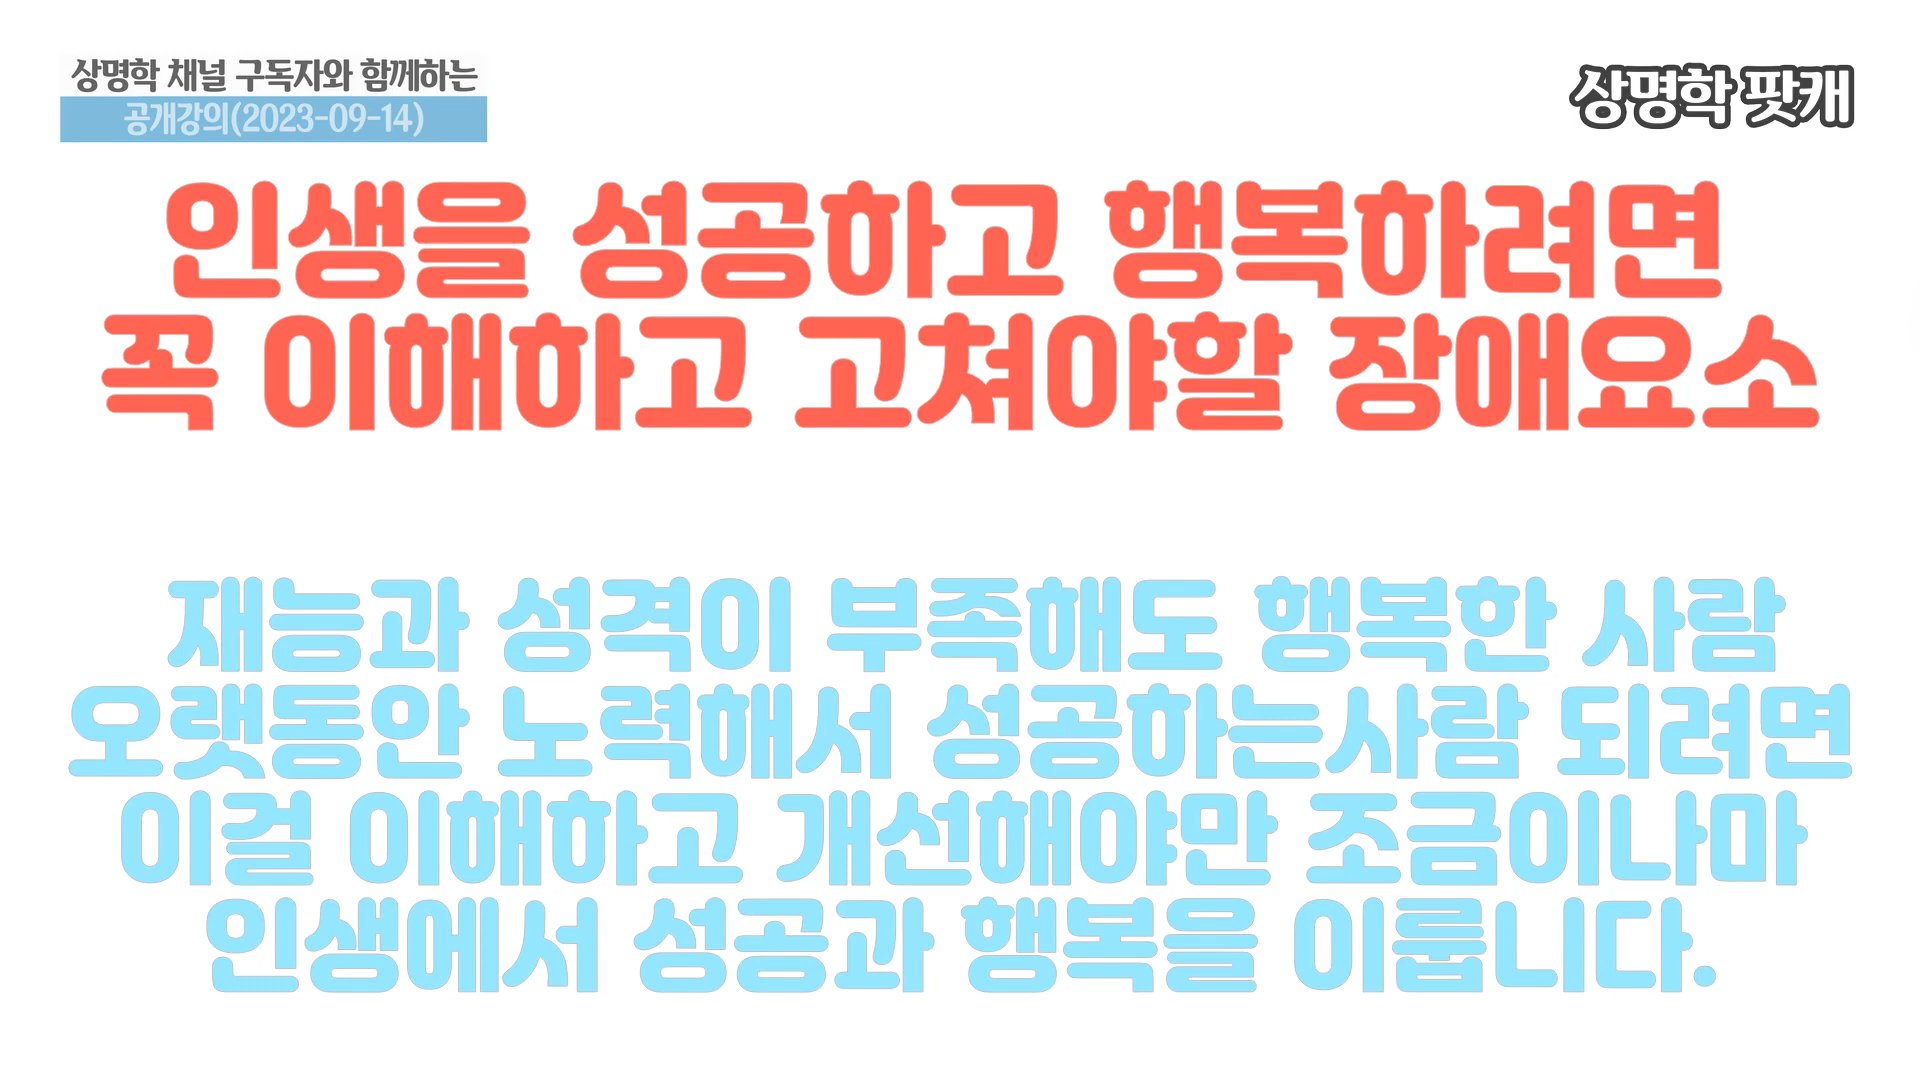 상명학 채널 구독자와 함께하는
공개강의(2023-09-14)
상명학 팟캐
인생을 성공하고 행복하려면
꼭 이해하고 고쳐야할 장애요소
재능과 성격이 부족해도 행복한 사람
오랫동안 노력해서 성공하는사람 되려면
이걸 이해하고 개선해야만 조금이나마
인생에서 성공과 행복을 이룹니다.